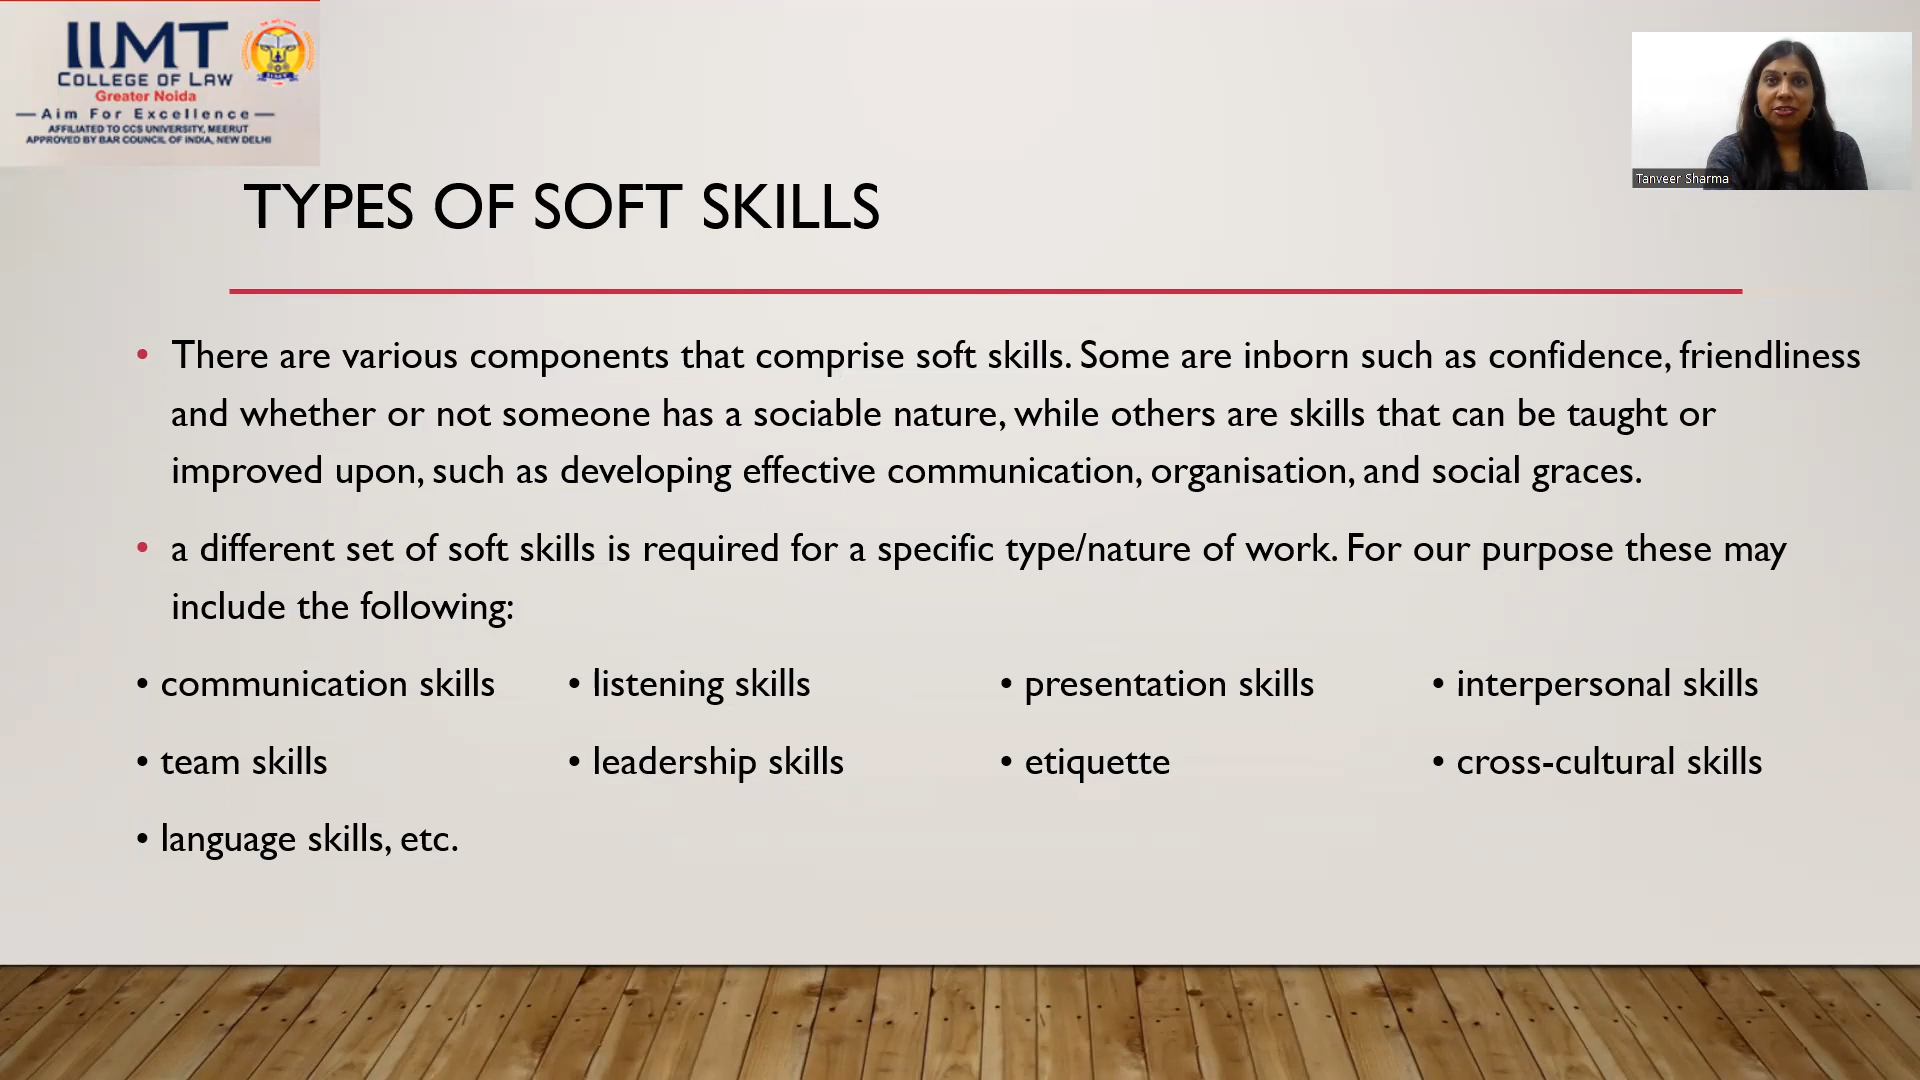 IIMT
COLLEGE OF LAW
Greater Noida
Aim For Excellence
AFFILIATED TO CCS UNIVERSITY, MEERUT
APPROVED BY BAR COUNCIL OF INDIA, NEW DELHI
Tanveer Sharma
TYPES OF SOFT SKILLS
• There are various components that comprise soft skills. Some are inborn such as confidence, friendliness
and whether or not someone has a sociable nature, while others are skills that can be taught or
improved upon, such as developing effective communication, organisation, and social graces.
• a different set of soft skills is required for a specific type/nature of work. For our purpose these may
include the following:
• communication skills • listening skills • presentation skills • interpersonal skills
• team skills • leadership skills • etiquette • cross-cultural skills
• language skills, etc.